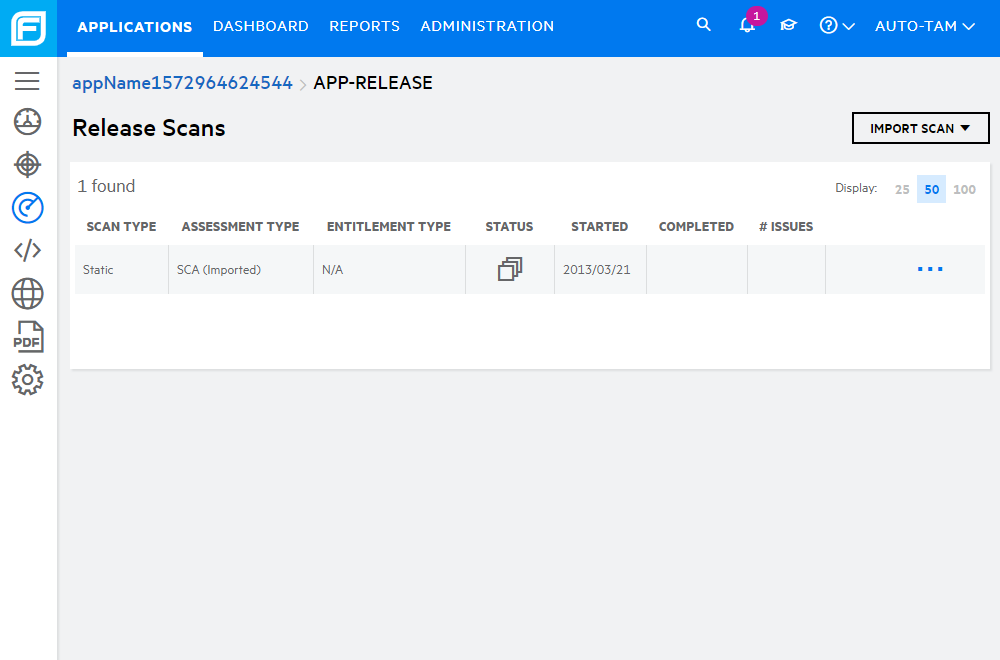 APPLICATIONS DASHBOARD REPORTS ADMINISTRATION 1 ? AUTO-TAM
appName1572964624544 APP-RELEASE
Release Scans
IMPORT SCAN
1 found
Display: 25 50 100
SCAN TYPE ASSESSMENT TYPE ENTITLEMENT TYPE STATUS STARTED COMPLETED # ISSUES
Static SCA (Imported) N/A 2013/03/21 ...
</>
PDF